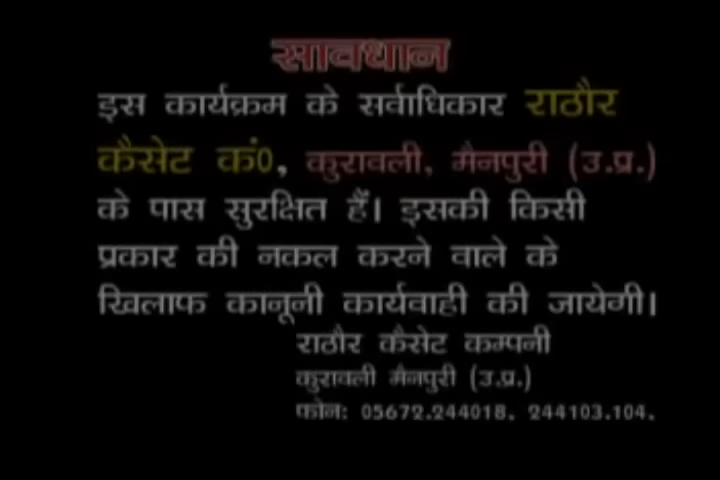 सावधान
इस कार्यक्रम के सर्वाधिकार राठौर
कैसेट कं0, कुरावली, मैनपुरी (उ.प्र.)
के पास सुरक्षित हैं। इसकी किसी
प्रकार की नकल करने वाले के
खिलाफ कानूनी कार्यवाही की जायेगी।
राठौर कैसेट कम्पनी
कुरावली मैनपुरी (उ.प्र.)
फोन: 05672.244018. 244103.104.